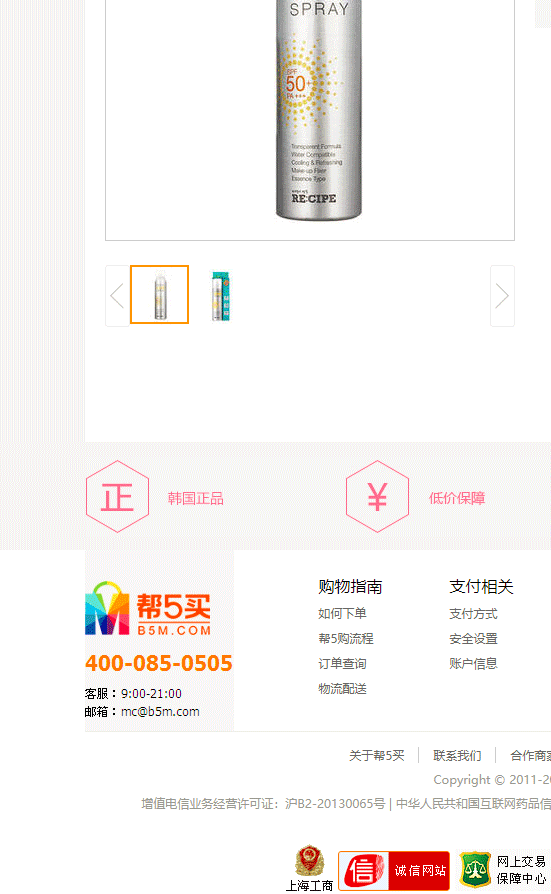 SPRAY
SPF
50+
PA+++
Transparent Formula
Water Compatible
Cooling & Refreshing
Make-up Fixer
Essence Type
RE:CIPE
正 韩国正品
¥ 低价保障
帮5买
B5M.COM
400-085-0505
客服：9:00-21:00
邮箱：mc@b5m.com
购物指南
如何下单
帮5购流程
订单查询
物流配送
支付相关
支付方式
安全设置
账户信息
关于帮5买 联系我们 合作商家
Copyright © 2011-20
增值电信业务经营许可证：沪B2-20130065号 | 中华人民共和国互联网药品信
上海工商
信 诚信网站
网上交易
保障中心